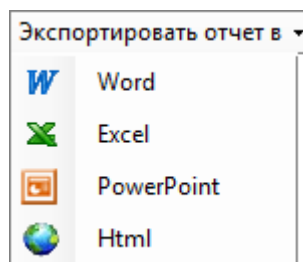 Экспортировать отчет в
Word
Excel
PowerPoint
Html